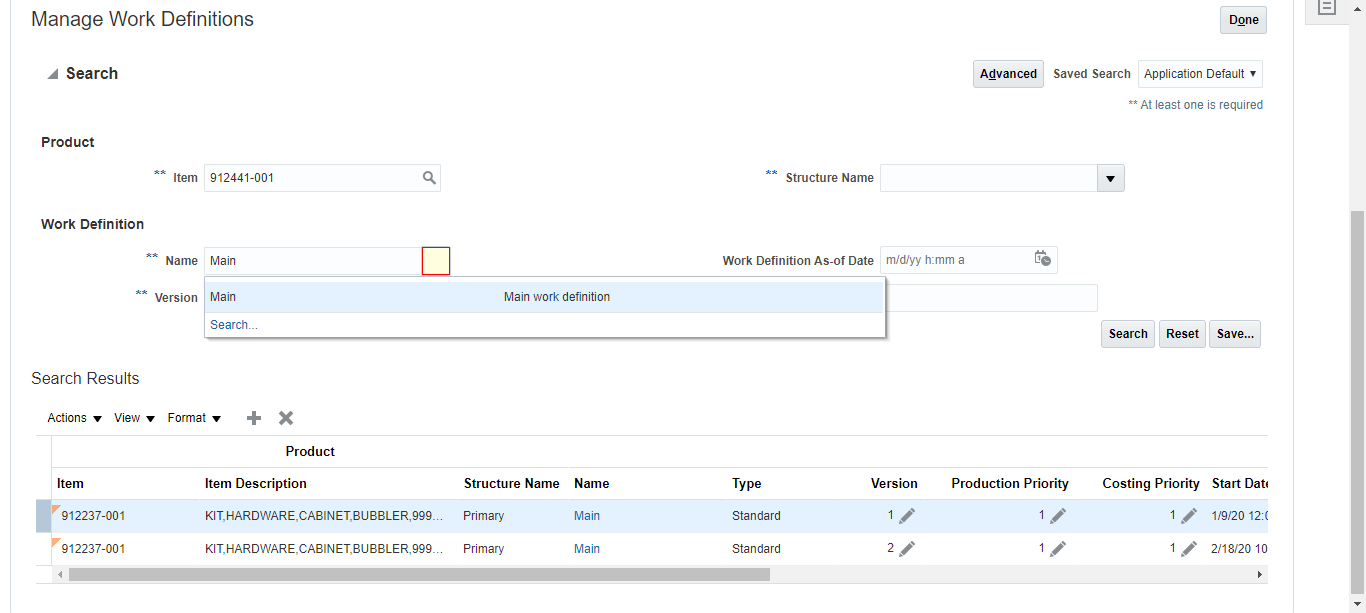 Manage Work Definitions
Done
Search
Advanced Saved Search Application Default
** At least one is required
Product
** Item 912441-001
** Structure Name
Work Definition
** Name Main
Work Definition As-of Date m/d/yy h:mm a
** Version
Main Main work definition
Search...
Search Reset Save...
Search Results
Actions View Format
Product
Item Item Description Structure Name Name Type Version Production Priority Costing Priority Start Date
912237-001 KIT,HARDWARE,CABINET,BUBBLER,999... Primary Main Standard 1 1 1 1/9/20 12:0
912237-001 KIT,HARDWARE,CABINET,BUBBLER,999... Primary Main Standard 2 1 1 2/18/20 10